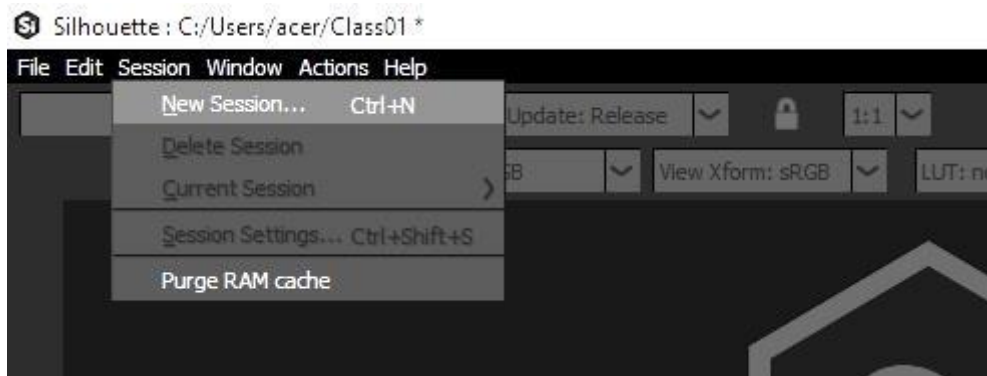 Silhouette : C:/Users/acer/Class01 *
File Edit Session Window Actions Help
New Session... Ctrl+N
Update: Release
1:1
Delete Session
Current Session
View Xform: sRGB
Session Settings... Ctrl+Shift+S
Purge RAM cache